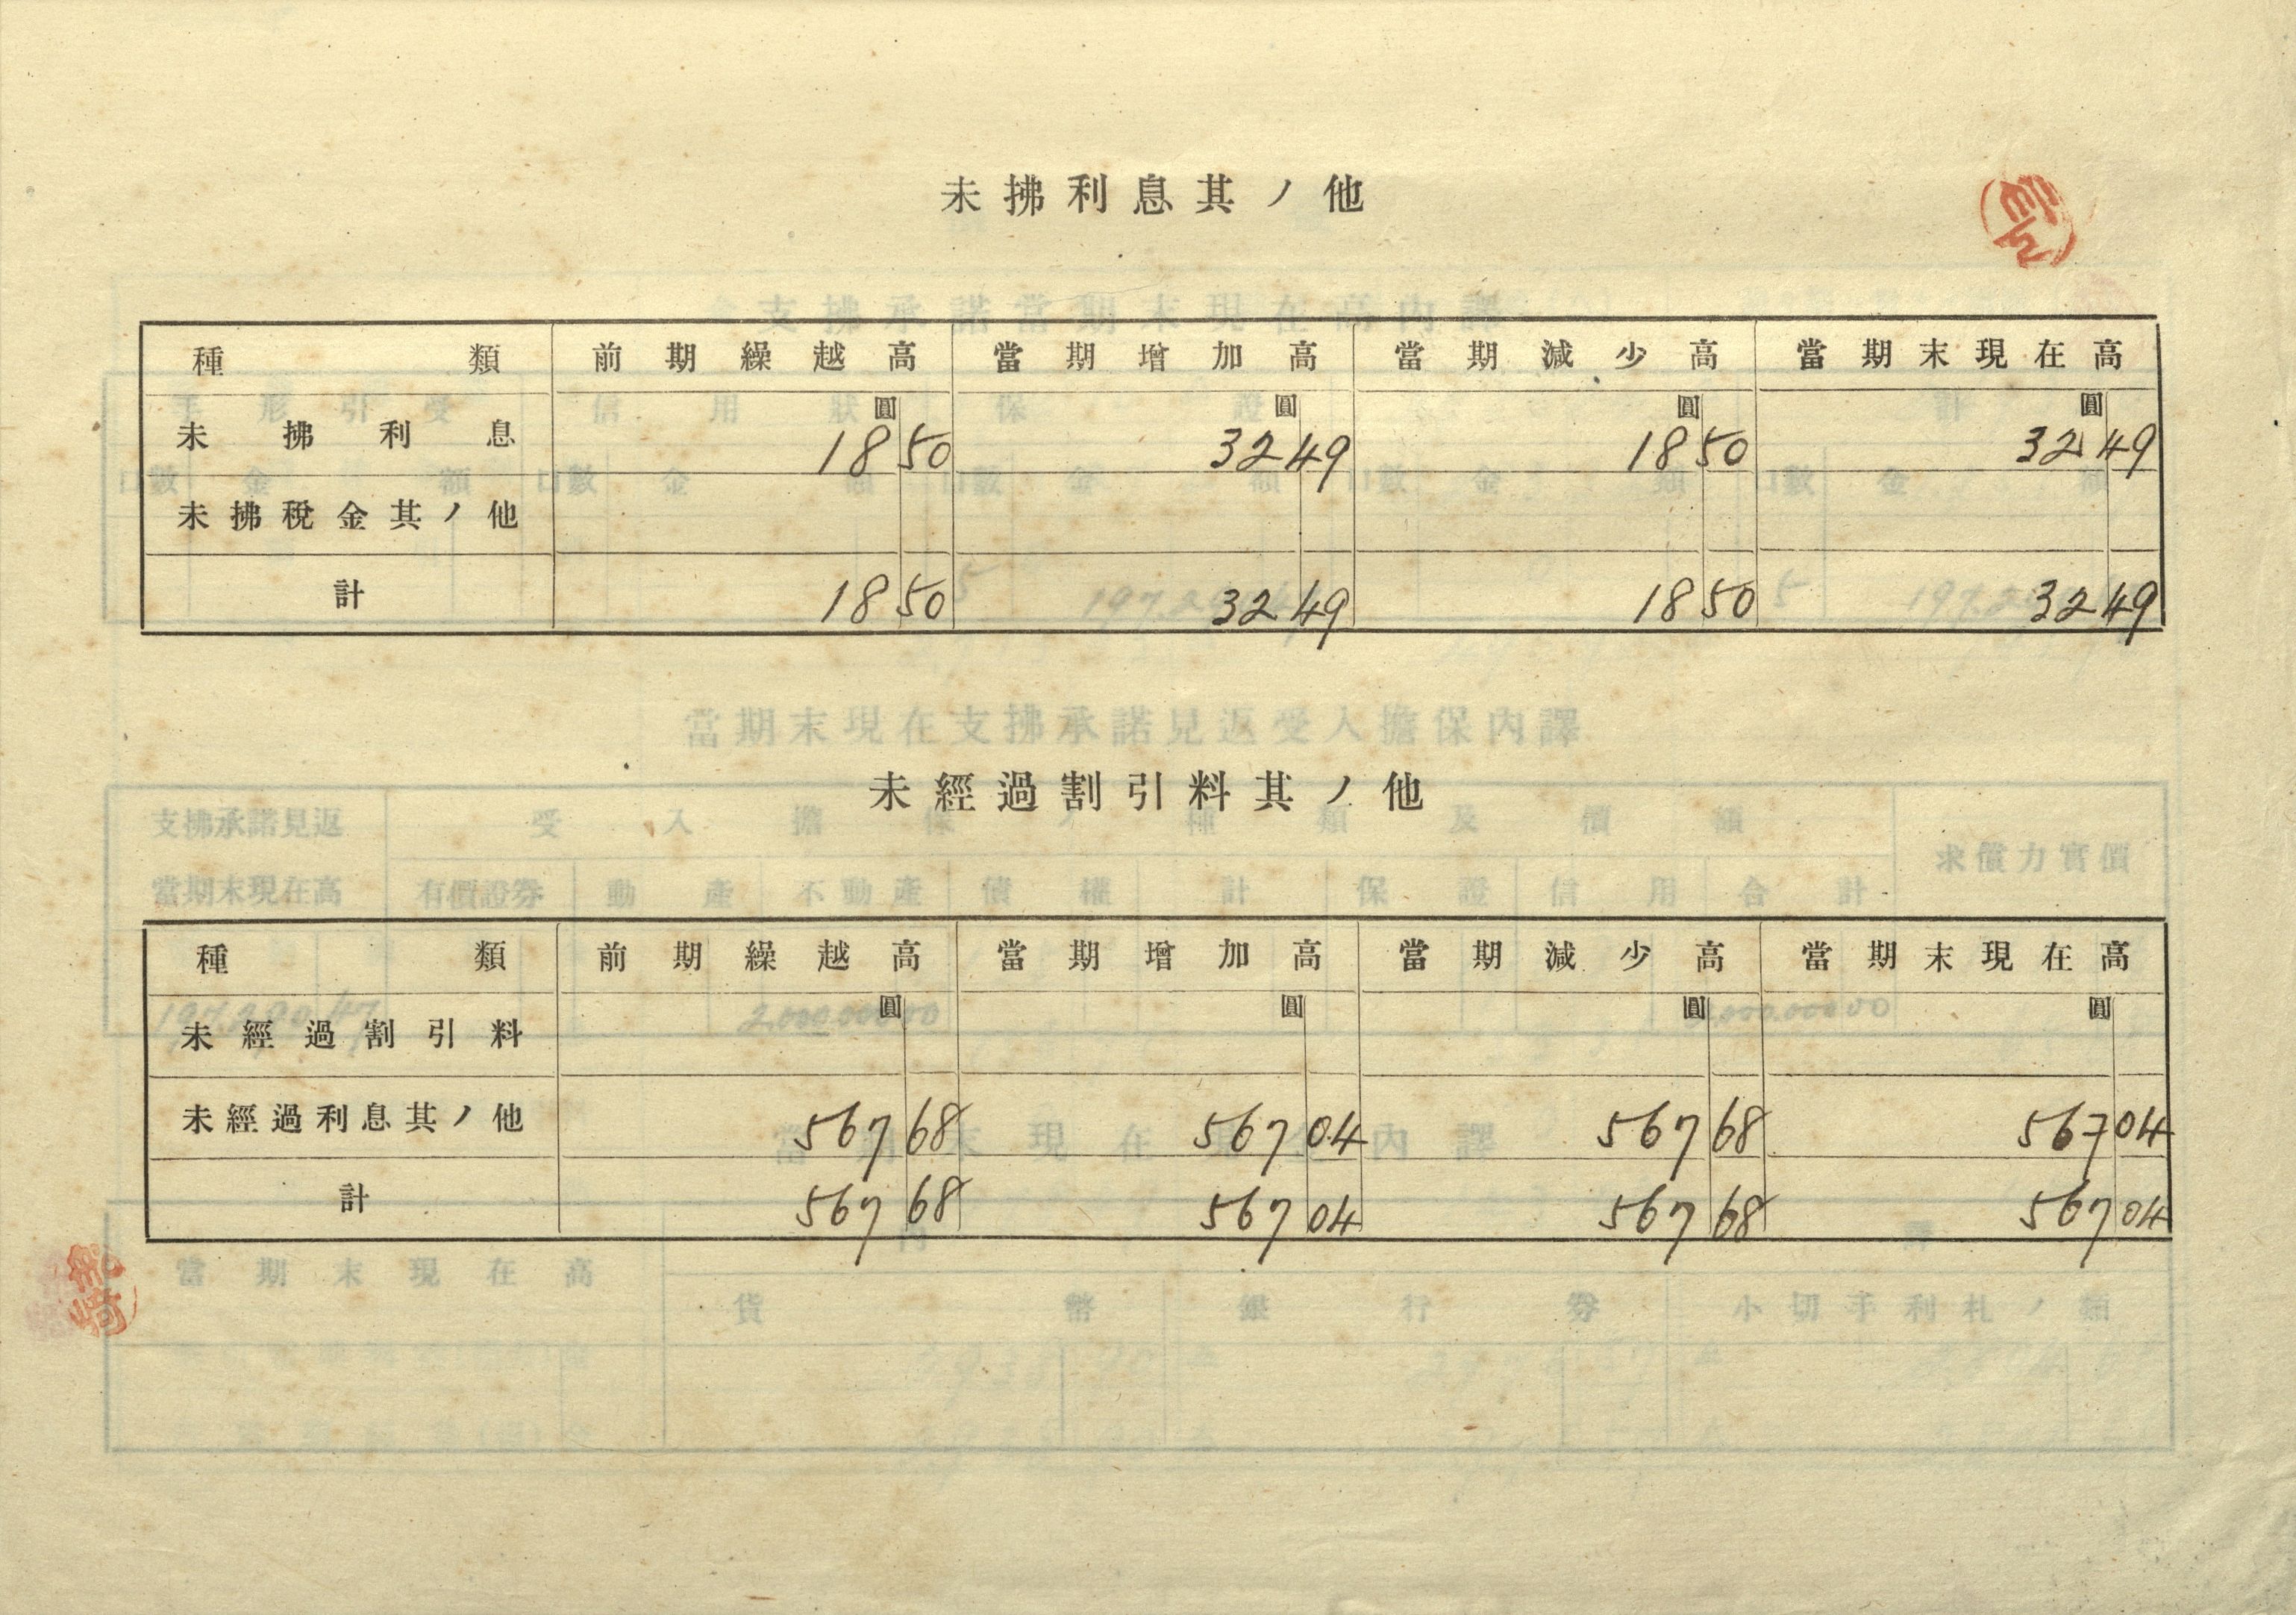 未拂利息其ノ他
種類 前期繰越高 當期增加高 當期減少高 當期末現在高
圓 圓 圓 圓
未拂利息 18 50 32 49 18 50 32 49
未拂稅金其ノ他
計 18 50 32 49 18 50 32 49
未經過割引料其ノ他
種類 前期繰越高 當期增加高 當期減少高 當期末現在高
圓 圓 圓 圓
未經過割引料
未經過利息其ノ他 567 68 567 04 567 68 567 04
計 567 68 567 04 567 68 567 04